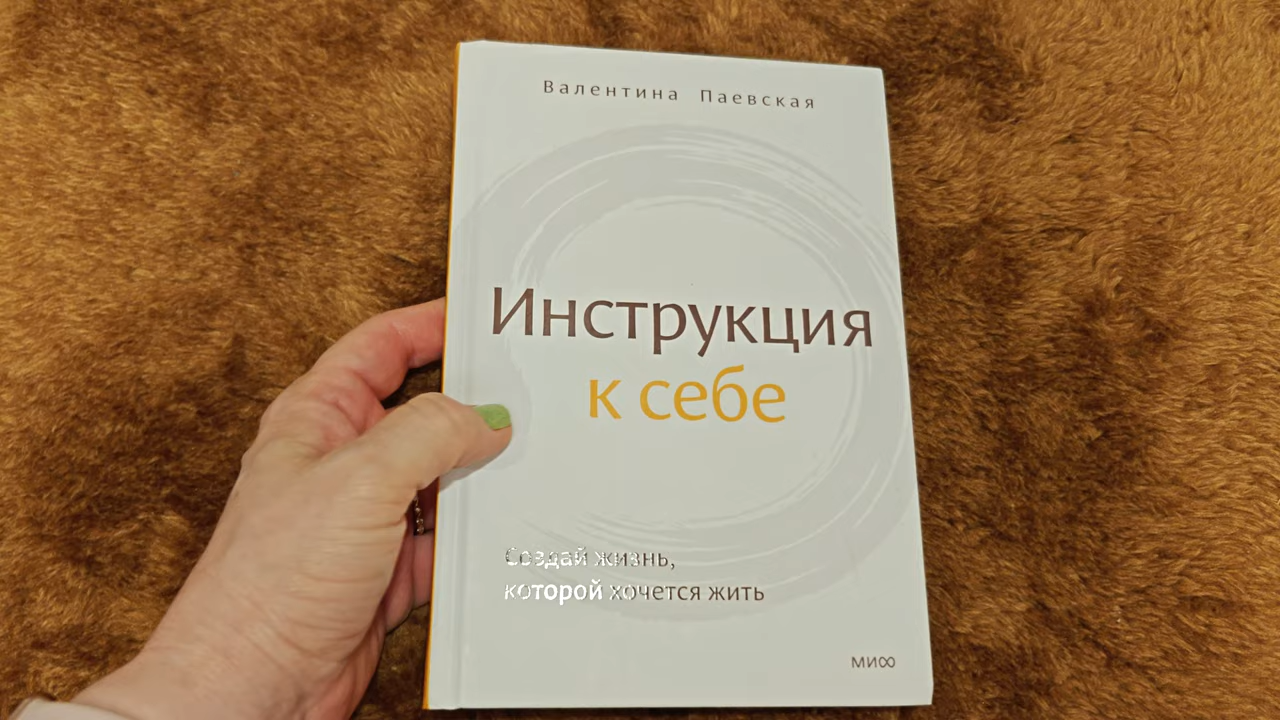 Валентина Паевская
Инструкция
к себе
Создай жизнь,
которой хочется жить
МИФ